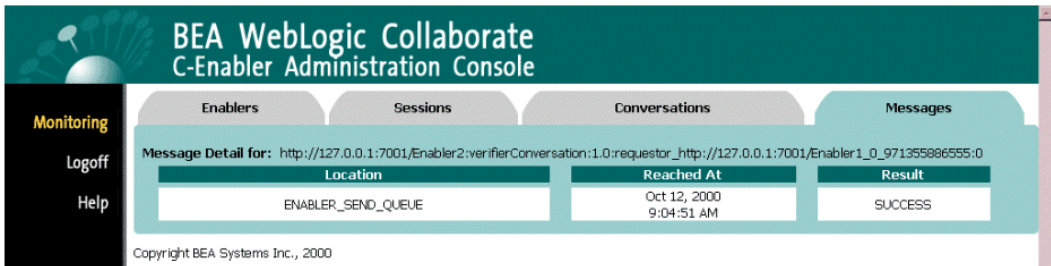 BEA WebLogic Collaborate
C-Enabler Administration Console
Monitoring
Logoff
Help
Enablers Sessions Conversations Messages
Message Detail for: http://127.0.0.1:7001/Enabler2:verifierConversation:1.0:requestor_http://127.0.0.1:7001/Enabler1_0_971355886555:0
Location Reached At Result
ENABLER_SEND_QUEUE Oct 12, 2000 9:04:51 AM SUCCESS
Copyright BEA Systems Inc., 2000